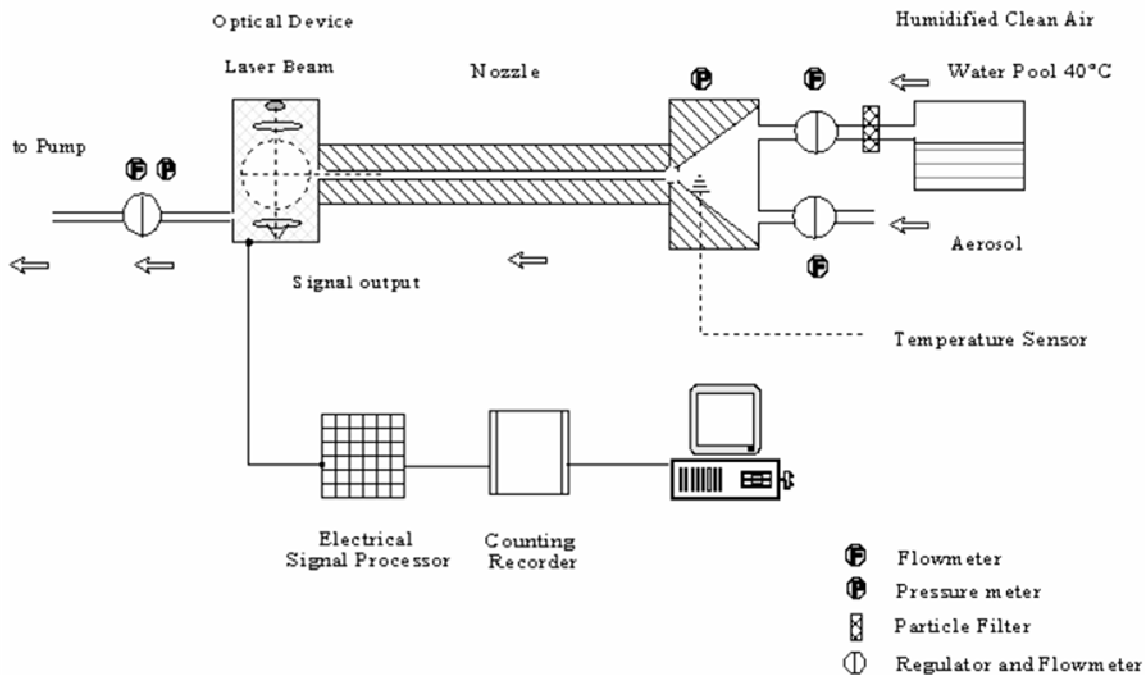 Optical Device
Humidified Clean Air
Laser Beam
Nozzle
P
F
Water Pool 40°C
to Pump
F P
Aerosol
F
Signal output
Temperature Sensor
Electrical
Signal Processor
Counting
Recorder
F Flowmeter
P Pressure meter
Particle Filter
Regulator and Flowmeter